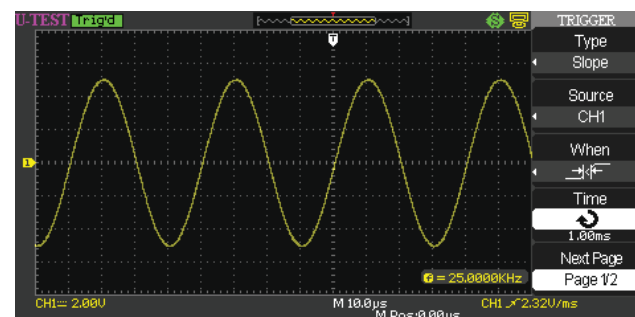 U-TEST Trig'd
T
TRIGGER
Type
Slope
Source
CH1
When
Time
1.00ms
Next Page
Page 1/2
1
f = 25.0000KHz
CH1 2.00V M 10.0μs CH1 2.32V/ms
M Pos:0.00μs